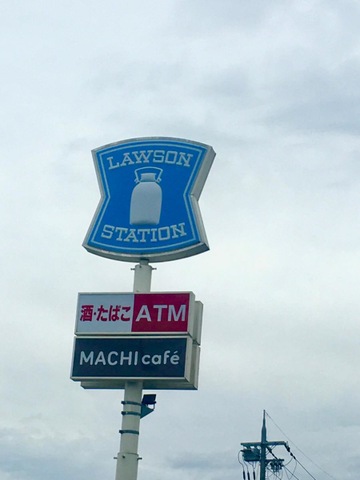 LAWSON
STATION
酒・たばこ ATM
MACHI café